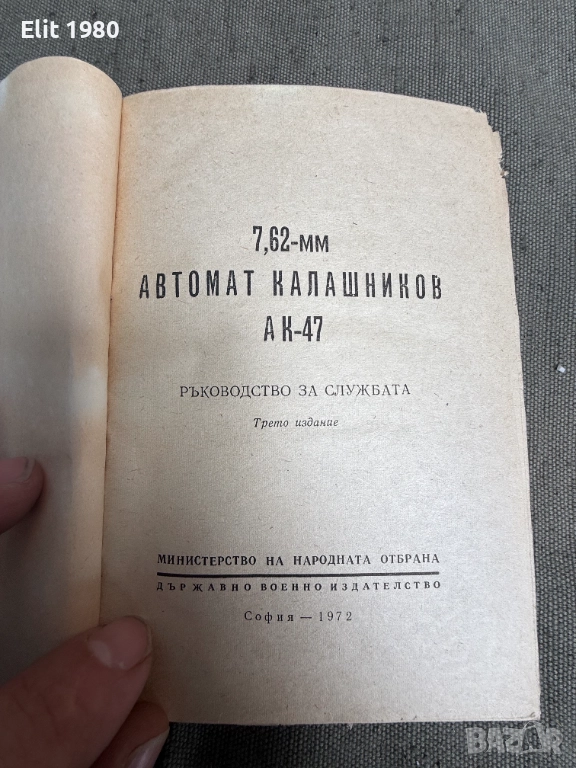 Elit 1980
7,62-мм
АВТОМАТ КАЛАШНИКОВ
АК-47
РЪКОВОДСТВО ЗА СЛУЖБАТА
Трето издание
МИНИСТЕРСТВО НА НАРОДНАТА ОТБРАНА
ДЪРЖАВНО ВОЕННО ИЗДАТЕЛСТВО
София — 1972
BAZAR